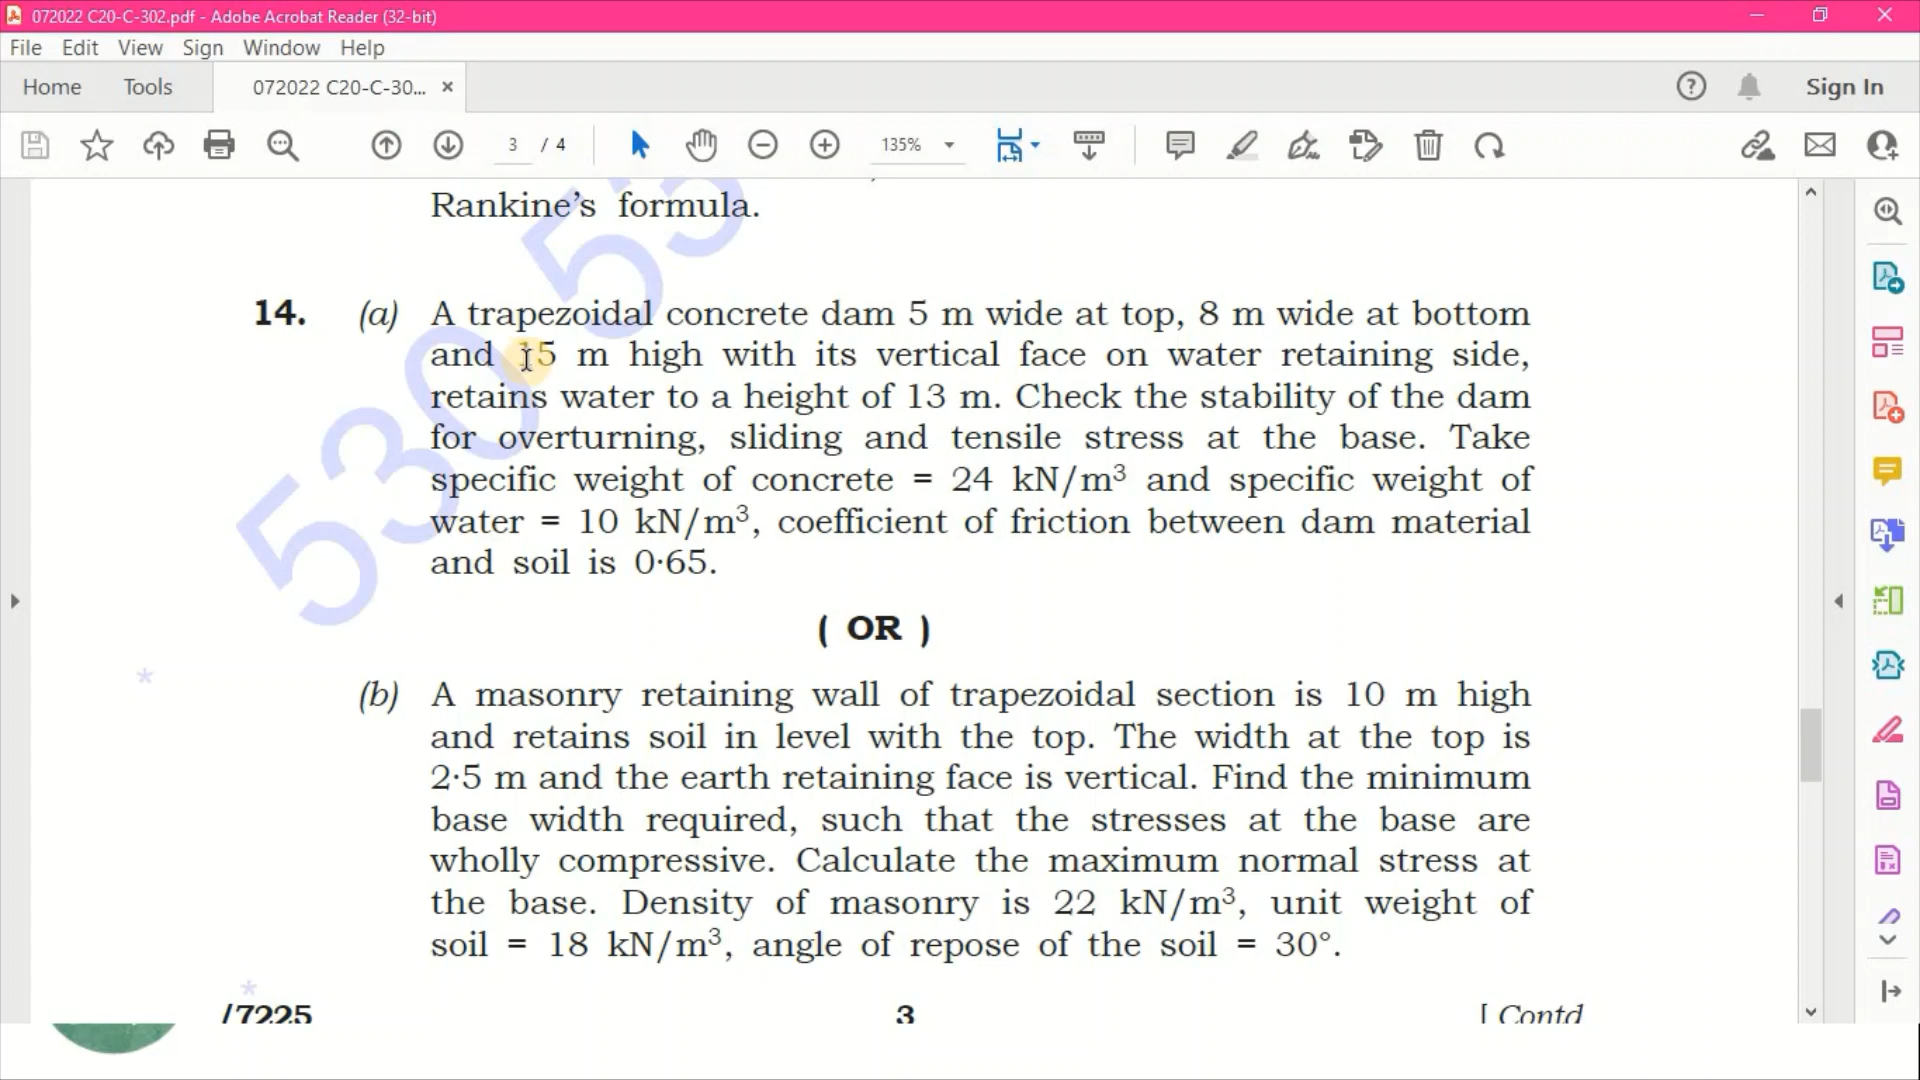 072022 C20-C-302.pdf - Adobe Acrobat Reader (32-bit)
File Edit View Sign Window Help
Home Tools 072022 C20-C-30... × Sign In
3 / 4 135%
Rankine's formula.
14. (a) A trapezoidal concrete dam 5 m wide at top, 8 m wide at bottom
and 15 m high with its vertical face on water retaining side,
retains water to a height of 13 m. Check the stability of the dam
for overturning, sliding and tensile stress at the base. Take
specific weight of concrete = 24 kN/m³ and specific weight of
water = 10 kN/m³, coefficient of friction between dam material
and soil is 0·65.
( OR )
(b) A masonry retaining wall of trapezoidal section is 10 m high
and retains soil in level with the top. The width at the top is
2·5 m and the earth retaining face is vertical. Find the minimum
base width required, such that the stresses at the base are
wholly compressive. Calculate the maximum normal stress at
the base. Density of masonry is 22 kN/m³, unit weight of
soil = 18 kN/m³, angle of repose of the soil = 30°.
* /7225 3 [ Contd
530